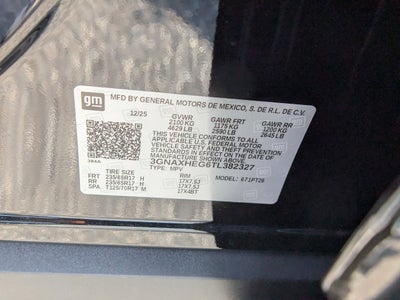 gm
MFD BY GENERAL MOTORS DE MEXICO, S. DE R.L. DE C.V.
12/25 GVWR GAWR FRT GAWR RR
2100 KG 1175 KG 1200 KG
4629 LB 2590 LB 2645 LB
THIS VEHICLE CONFORMS TO ALL
APPLICABLE U.S. FEDERAL MOTOR
VEHICLE SAFETY, BUMPER, AND THEFT
PREVENTION STANDARDS IN EFFECT ON
THE DATE OF MANUFACTURE SHOWN ABOVE.
3GNAXHEG6TL382327
TYPE: MPV MODEL: 671PT26
TIRE SIZE RIM
FRT 235/65R17 H 17X7.5J
RR 235/65R17 H 17X7.5J
SPA T125/70R17 M 17X4BT